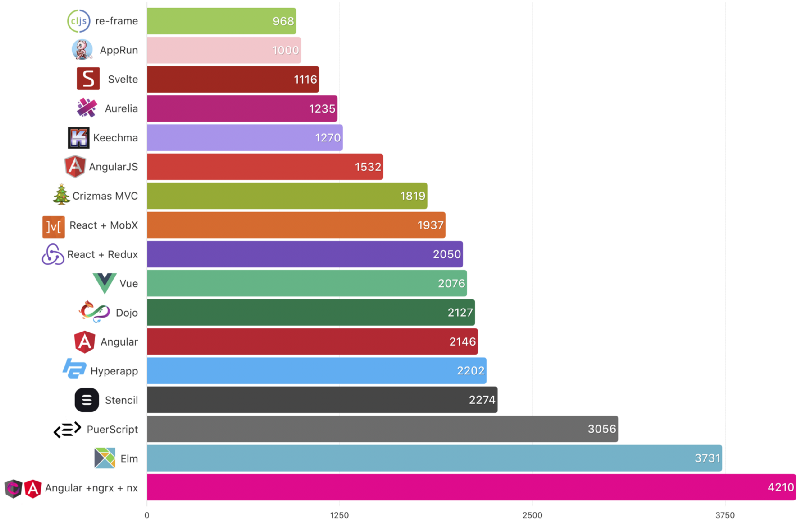 cljs re-frame 968
AppRun 1000
S Svelte 1116
Aurelia 1235
K Keechma 1270
A AngularJS 1532
Crizmas MVC 1819
]v[ React + MobX 1937
React + Redux 2050
Vue 2076
Dojo 2127
A Angular 2146
Hyperapp 2202
Stencil 2274
PuerScript 3056
Elm 3731
A Angular +ngrx + nx 4210
0 1250 2500 3750